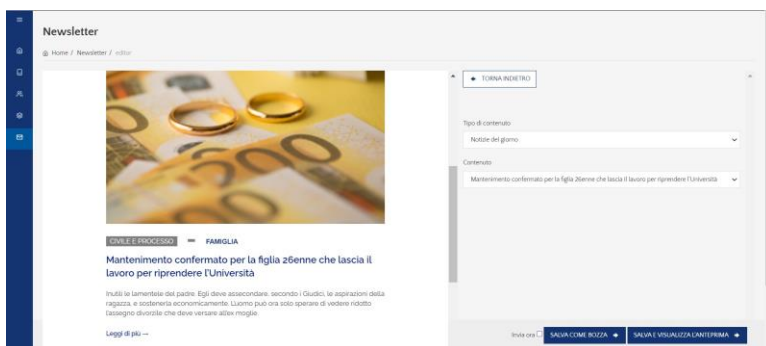 Newsletter
Home / Newsletter / editor
200
200
CIVILE E PROCESSO — FAMIGLIA
Mantenimento confermato per la figlia 26enne che lascia il
lavoro per riprendere l'Università
Inutili le lamentele del padre. Egli deve assecondare, secondo i Giudici, le aspirazioni della
ragazza, e sostenerla economicamente. L'uomo può ora solo sperare di vedere ridotto
l'assegno divorzile che deve versare all'ex moglie.
Leggi di più →
TORNA INDIETRO
Tipo di contenuto
Notizie del giorno
Contenuto
Mantenimento confermato per la figlia 26enne che lascia il lavoro per riprendere l'Università
Invia ora
SALVA COME BOZZA
SALVA E VISUALIZZA L'ANTEPRIMA